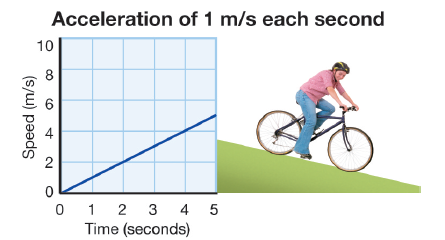 Acceleration of 1 m/s each second
Speed (m/s)
10
8
6
4
2
0
0 1 2 3 4 5
Time (seconds)